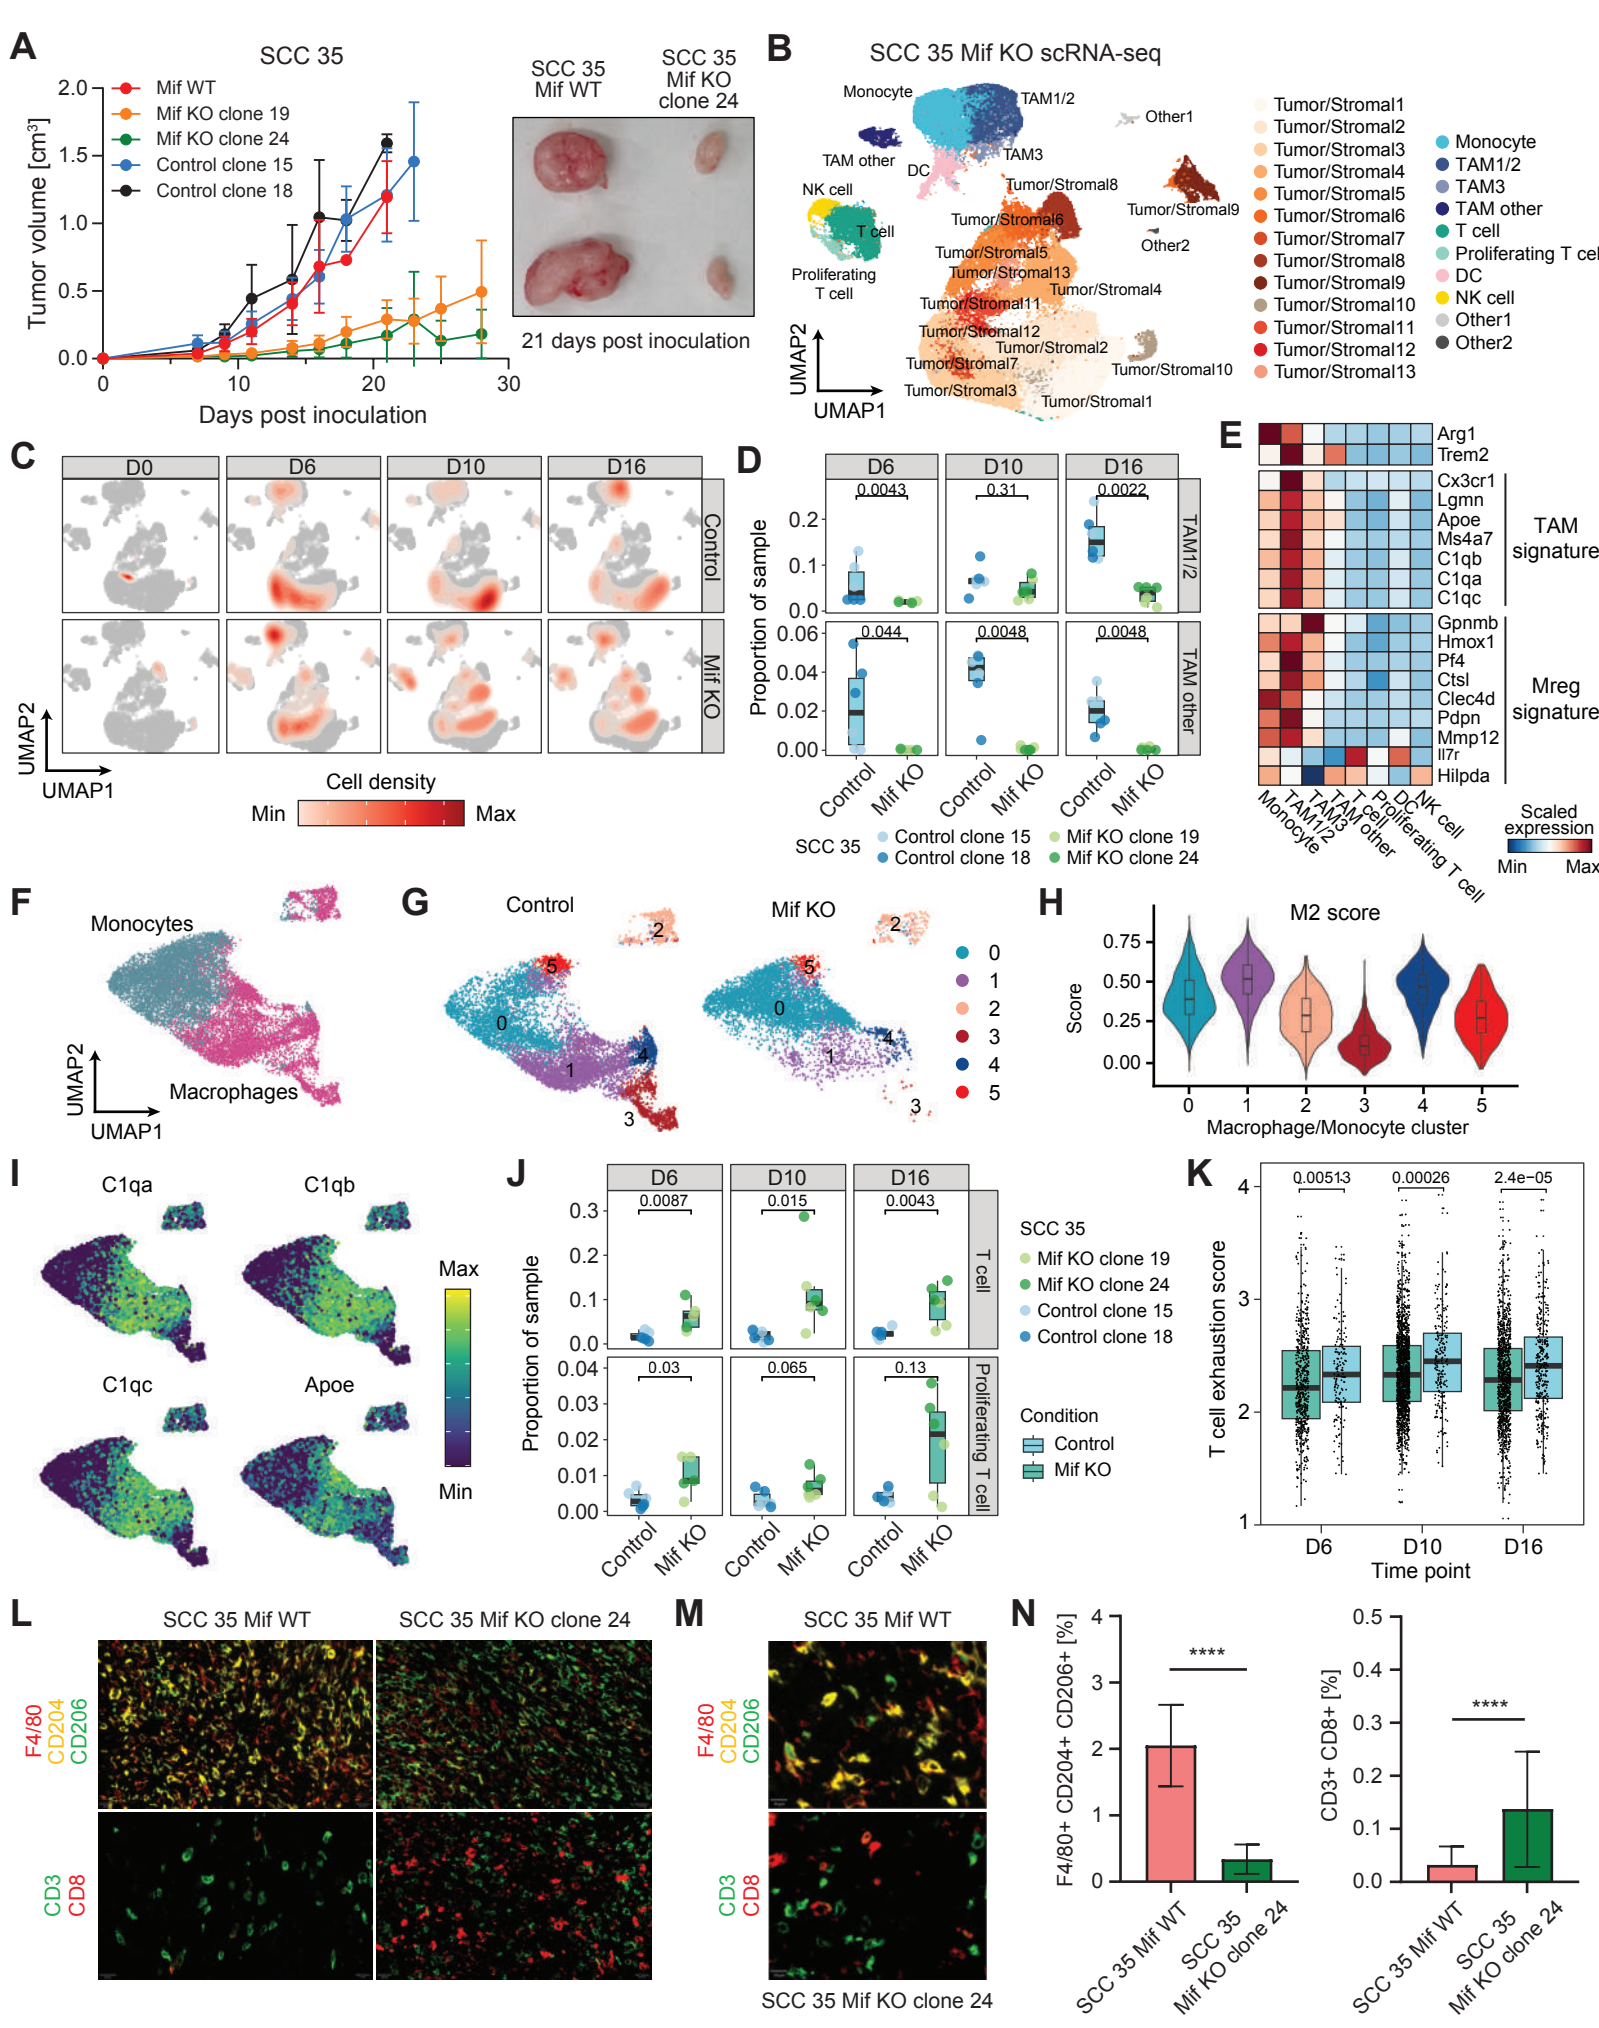 A
SCC 35
Mif WT
Mif KO clone 19
Mif KO clone 24
Control clone 15
Control clone 18
Tumor volume [cm³]
2.0
1.5
1.0
0.5
0.0
0
10
20
30
Days post inoculation
SCC 35
Mif WT
SCC 35
Mif KO
clone 24
21 days post inoculation
B
SCC 35 Mif KO scRNA-seq
Monocyte
TAM1/2
Other1
TAM other
TAM3
DC
NK cell
T cell
Proliferating
T cell
Tumor/Stromal8
Tumor/Stromal6
Tumor/Stromal9
Other2
Tumor/Stromal5
Tumor/Stromal13
Tumor/Stromal4
Tumor/Stromal11
Tumor/Stromal12
Tumor/Stromal2
Tumor/Stromal7
Tumor/Stromal10
Tumor/Stromal3
Tumor/Stromal1
UMAP2
UMAP1
Tumor/Stromal1
Tumor/Stromal2
Tumor/Stromal3
Tumor/Stromal4
Tumor/Stromal5
Tumor/Stromal6
Tumor/Stromal7
Tumor/Stromal8
Tumor/Stromal9
Tumor/Stromal10
Tumor/Stromal11
Tumor/Stromal12
Tumor/Stromal13
Monocyte
TAM1/2
TAM3
TAM other
T cell
Proliferating T cel
DC
NK cell
Other1
Other2
C
D0
D6
D10
D16
Control
Mif KO
UMAP2
UMAP1
Cell density
Min
Max
D
D6
D10
D16
0.0043
0.31
0.0022
0.2
0.1
0.0
TAM1/2
0.06
0.04
0.02
0.00
0.044
0.0048
0.0048
TAM other
Proportion of sample
Control
Mif KO
Control
Mif KO
Control
Mif KO
SCC 35
Control clone 15
Control clone 18
Mif KO clone 19
Mif KO clone 24
E
Arg1
Trem2
Cx3cr1
Lgmn
Apoe
Ms4a7
C1qb
C1qa
C1qc
TAM
signature
Gpnmb
Hmox1
Pf4
Ctsl
Clec4d
Pdpn
Mmp12
Il7r
Hilpda
Mreg
signature
Monocyte
TAM1/2
TAM3
TAM other
T cell
Proliferating T cell
DC
NK cell
Scaled
expression
Min
Max
F
Monocytes
Macrophages
UMAP2
UMAP1
G
Control
Mif KO
2
5
0
1
4
3
2
5
0
1
4
3
0
1
2
3
4
5
H
M2 score
Score
0.75
0.50
0.25
0.00
0
1
2
3
4
5
Macrophage/Monocyte cluster
I
C1qa
C1qb
C1qc
Apoe
Max
Min
J
D6
D10
D16
0.0087
0.015
0.0043
0.3
0.2
0.1
0.0
T cell
0.03
0.065
0.13
0.04
0.03
0.02
0.01
0.00
Proliferating T cell
Proportion of sample
Control
Mif KO
Control
Mif KO
Control
Mif KO
SCC 35
Mif KO clone 19
Mif KO clone 24
Control clone 15
Control clone 18
Condition
Control
Mif KO
K
0.00513
0.00026
2.4e−05
T cell exhaustion score
4
3
2
1
D6
D10
D16
Time point
L
SCC 35 Mif WT
SCC 35 Mif KO clone 24
F4/80
CD204
CD206
CD3
CD8
M
SCC 35 Mif WT
F4/80
CD204
CD206
CD3
CD8
SCC 35 Mif KO clone 24
N
F4/80+ CD204+ CD206+ [%]
4
3
2
1
0
****
SCC 35 Mif WT
SCC 35
Mif KO clone 24
CD3+ CD8+ [%]
0.5
0.4
0.3
0.2
0.1
0.0
****
SCC 35 Mif WT
SCC 35
Mif KO clone 24